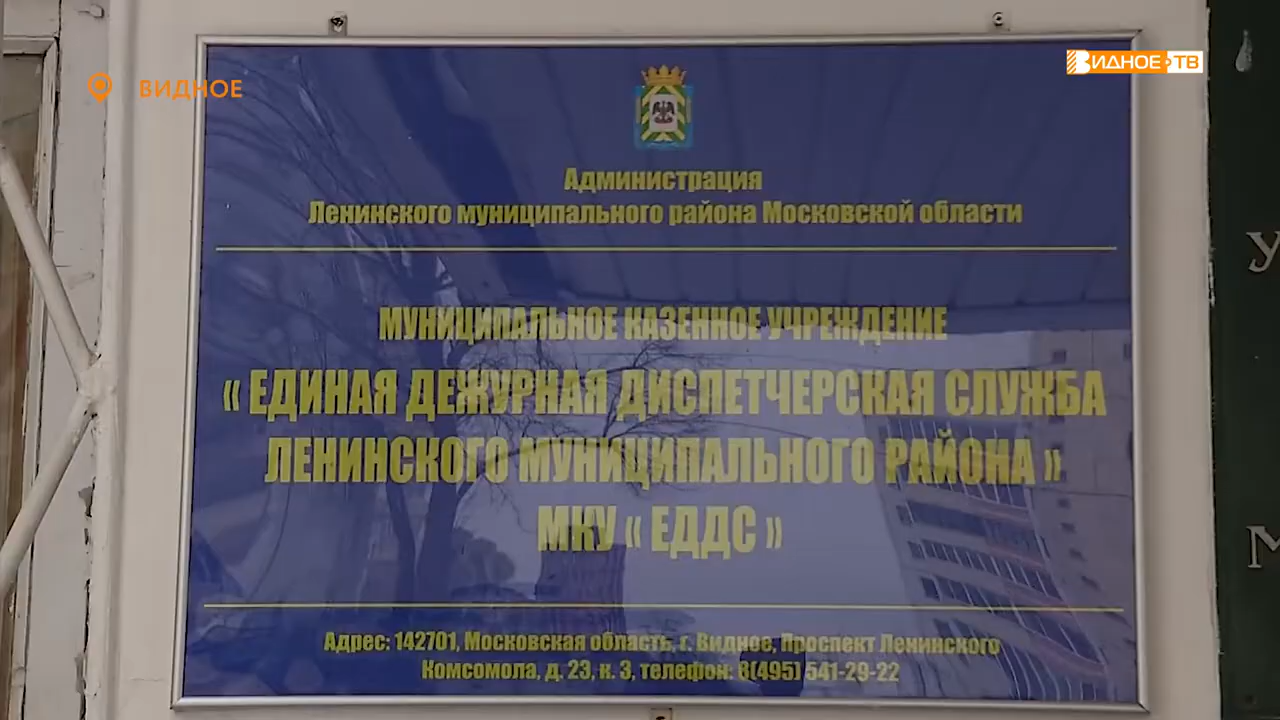 ВИДНОЕ
ВИДНОЕ ТВ
Администрация
Ленинского муниципального района Московской области
МУНИЦИПАЛЬНОЕ КАЗЕННОЕ УЧРЕЖДЕНИЕ
« ЕДИНАЯ ДЕЖУРНАЯ ДИСПЕТЧЕРСКАЯ СЛУЖБА
ЛЕНИНСКОГО МУНИЦИПАЛЬНОГО РАЙОНА »
МКУ « ЕДДС »
Адрес: 142701, Московская область, г. Видное, Проспект Ленинского
Комсомола, д. 23, к. 3, телефон: 8(495) 541-29-22